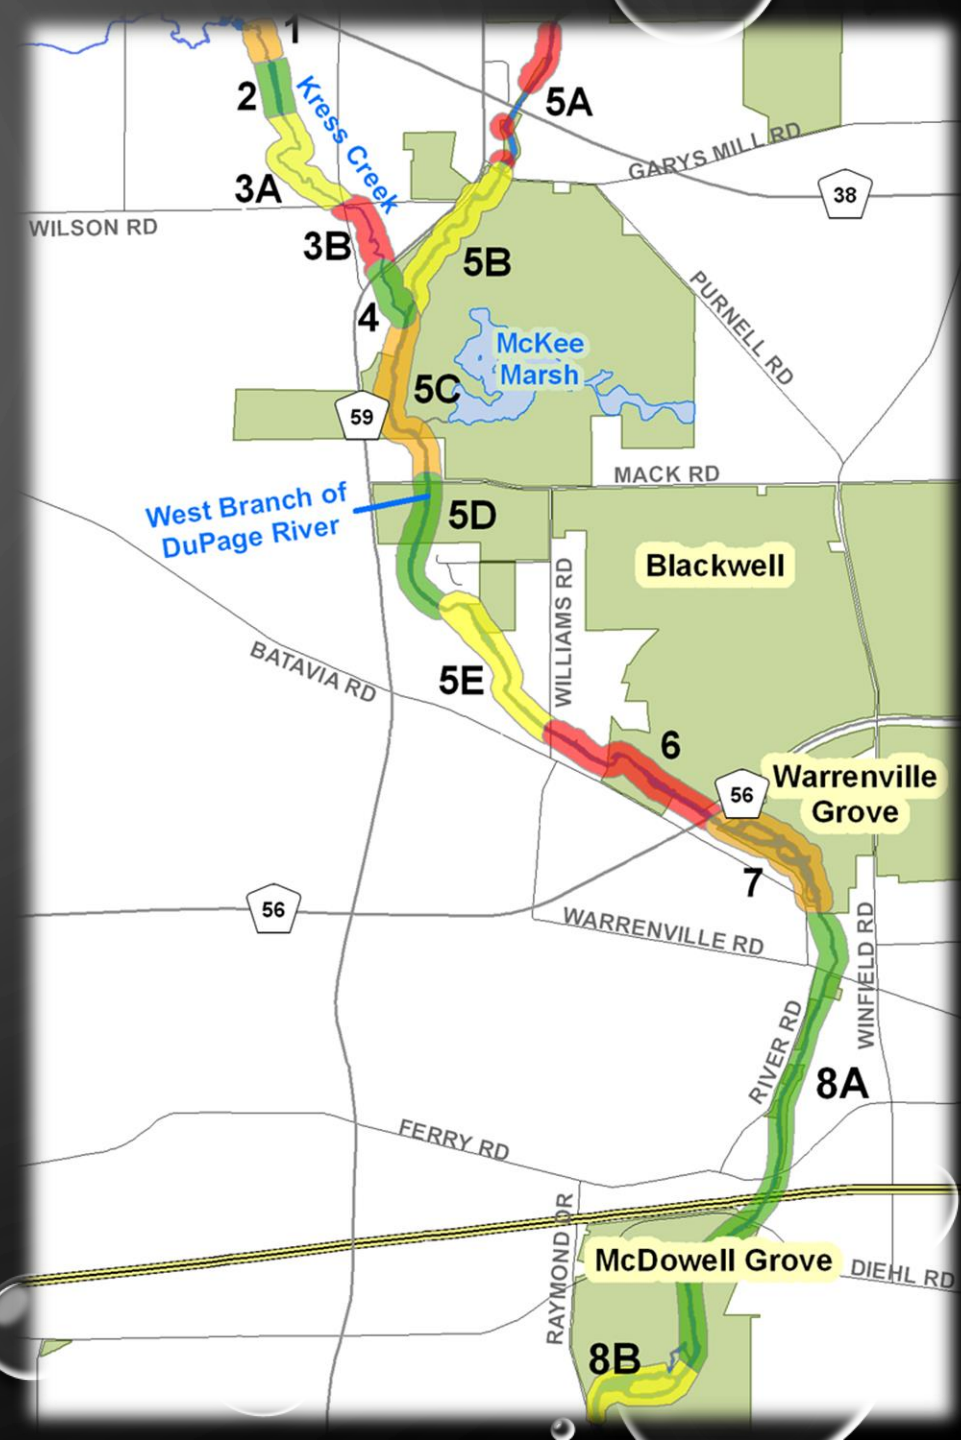 1
2
Kress Creek
5A
GARYS MILL RD
38
3A
WILSON RD
3B
5B
4
PURNELL RD
McKee
Marsh
5C
59
MACK RD
West Branch of
DuPage River
5D
Blackwell
WILLIAMS RD
BATAVIA RD
5E
6
56
Warrenville
Grove
7
56
WARRENVILLE RD
WINFIELD RD
RIVER RD
8A
FERRY RD
RAYMOND DR
McDowell Grove
DIEHL RD
8B